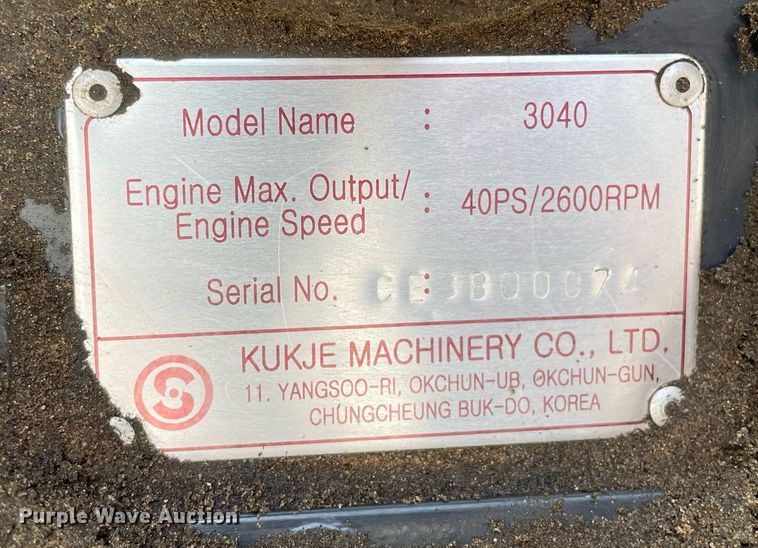 Model Name : 3040
Engine Max. Output/
Engine Speed : 40PS/2600RPM
Serial No. :
KUKJE MACHINERY CO., LTD.
11. YANGSOO-RI, OKCHUN-UB, OKCHUN-GUN,
CHUNGCHEUNG BUK-DO, KOREA
Purple Wave Auction